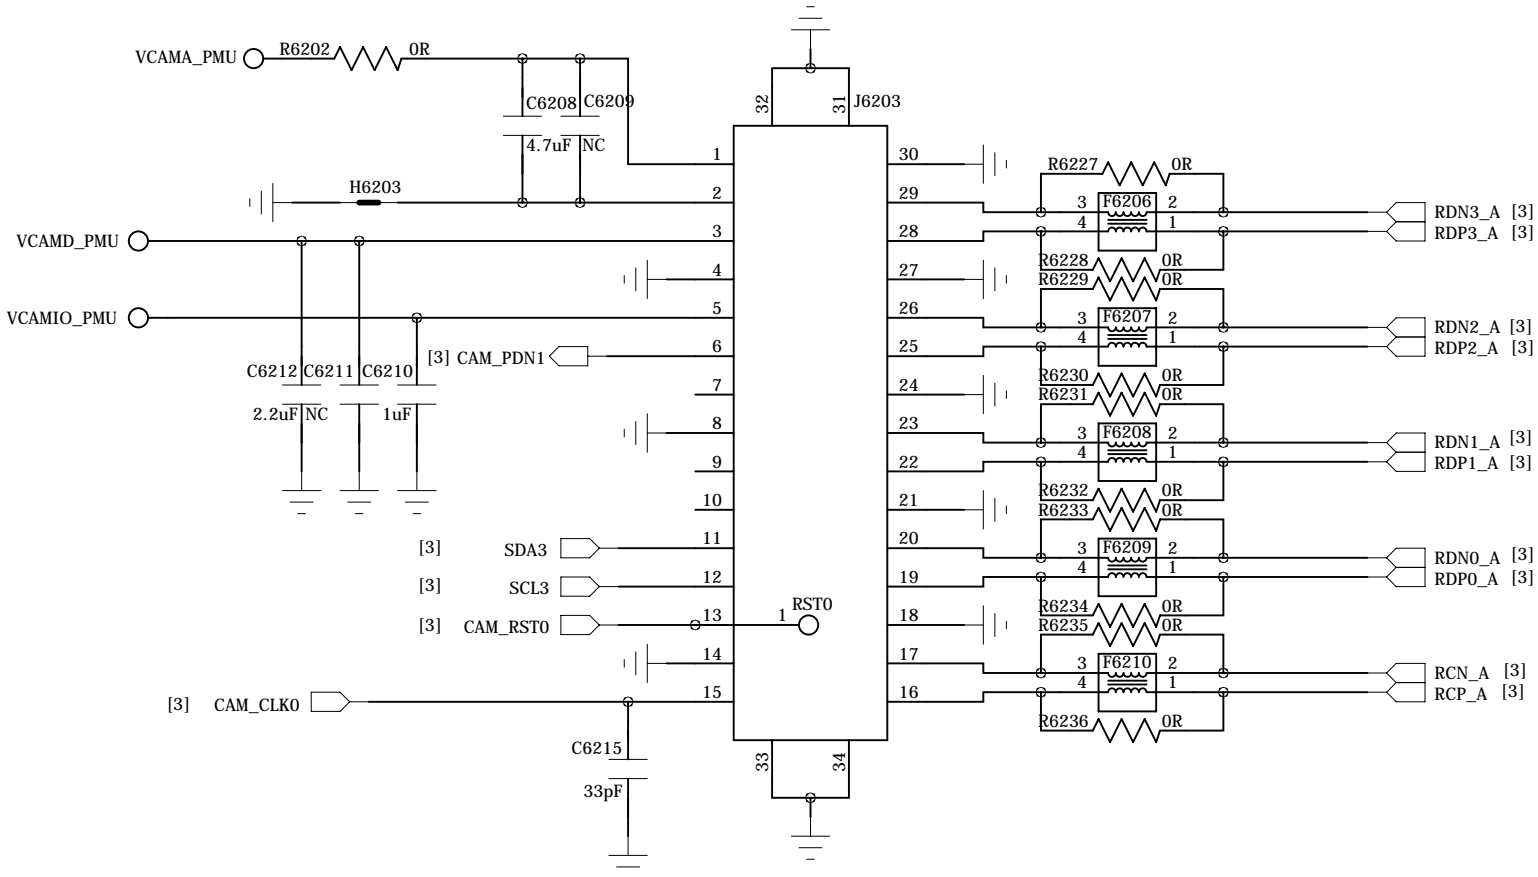 VCAMA_PMU R6202 0R
32 31 J6203
C6208 C6209
4.7uF NC
1 30
R6227 0R
H6203
2 29
3 F6206 2 RDN3_A [3]
4 1 RDP3_A [3]
VCAMD_PMU 3 28
R6228 0R
4 27
R6229 0R
VCAMIO_PMU 5 26
3 F6207 2 RDN2_A [3]
4 1 RDP2_A [3]
[3] CAM_PDN1 6 25
C6212 C6211 C6210
R6230 0R
7 24
R6231 0R
2.2uF NC 1uF
8 23
3 F6208 2 RDN1_A [3]
4 1 RDP1_A [3]
9 22
R6232 0R
10 21
R6233 0R
[3] SDA3 11 20
3 F6209 2 RDN0_A [3]
4 1 RDP0_A [3]
[3] SCL3 12 19
R6234 0R
RST0
[3] CAM_RST0 13 1 18
R6235 0R
14 17
3 F6210 2 RCN_A [3]
4 1 RCP_A [3]
[3] CAM_CLK0 15 16
R6236 0R
C6215
33pF
33 34